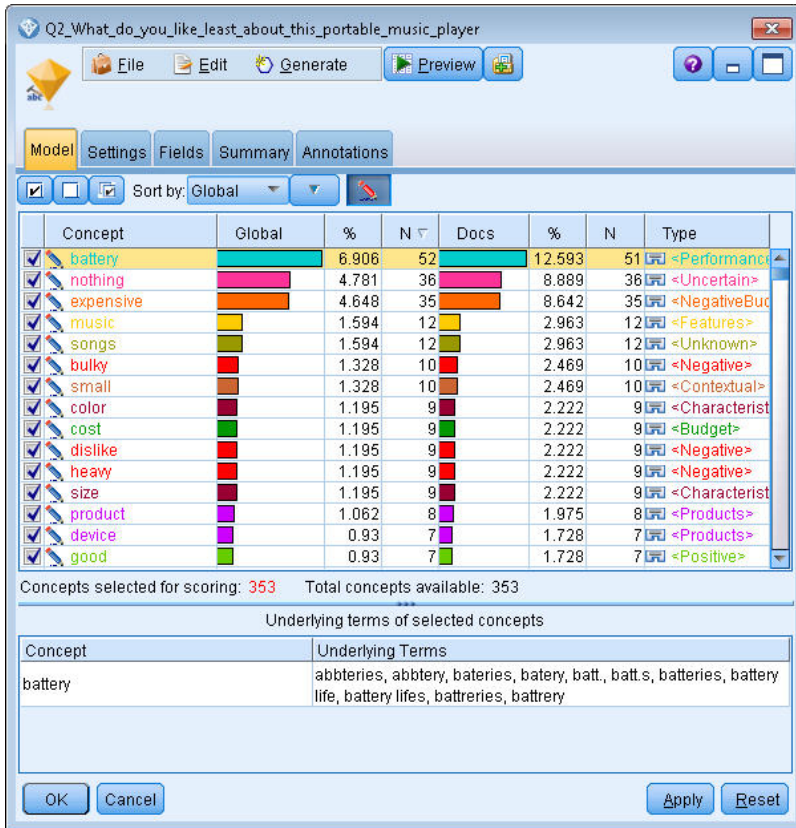 Q2_What_do_you_like_least_about_this_portable_music_player
File Edit Generate Preview
abc
Model Settings Fields Summary Annotations
Sort by: Global
Concept Global % N Docs % N Type
battery 6.906 52 12.593 51 <Performance
nothing 4.781 36 8.889 36 <Uncertain>
expensive 4.648 35 8.642 35 <NegativeBud
music 1.594 12 2.963 12 <Features>
songs 1.594 12 2.963 12 <Unknown>
bulky 1.328 10 2.469 10 <Negative>
small 1.328 10 2.469 10 <Contextual>
color 1.195 9 2.222 9 <Characterist
cost 1.195 9 2.222 9 <Budget>
dislike 1.195 9 2.222 9 <Negative>
heavy 1.195 9 2.222 9 <Negative>
size 1.195 9 2.222 9 <Characterist
product 1.062 8 1.975 8 <Products>
device 0.93 7 1.728 7 <Products>
good 0.93 7 1.728 7 <Positive>
Concepts selected for scoring: 353 Total concepts available: 353
Underlying terms of selected concepts
Concept Underlying Terms
battery abbteries, abbtery, bateries, batery, batt., batt.s, batteries, battery
life, battery lifes, battreries, battrery
OK Cancel Apply Reset